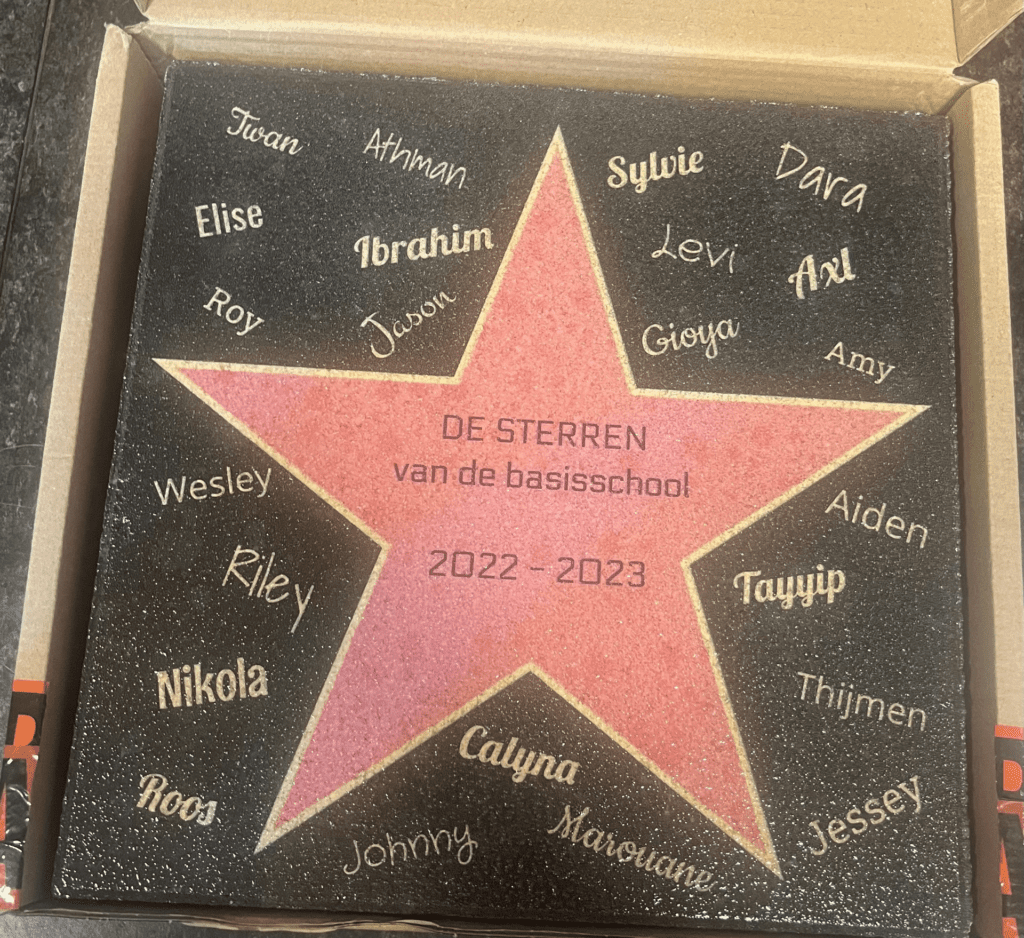 Twan
Athman
Sylvie
Dara
Elise
Ibrahim
Levi
Axl
Roy
Jason
Gioya
Amy
DE STERREN
van de basisschool
2022 - 2023
Wesley
Aiden
Riley
Tayyip
Nikola
Thijmen
Calyna
Roos
Johnny
Marouane
Jessey
D
D